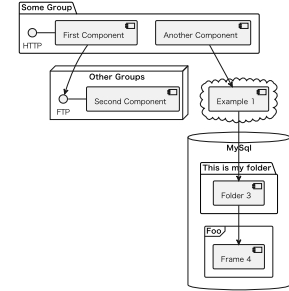 Some Group
First Component
Another Component
HTTP
Other Groups
Second Component
FTP
Example 1
MySql
This is my folder
Folder 3
Foo
Frame 4